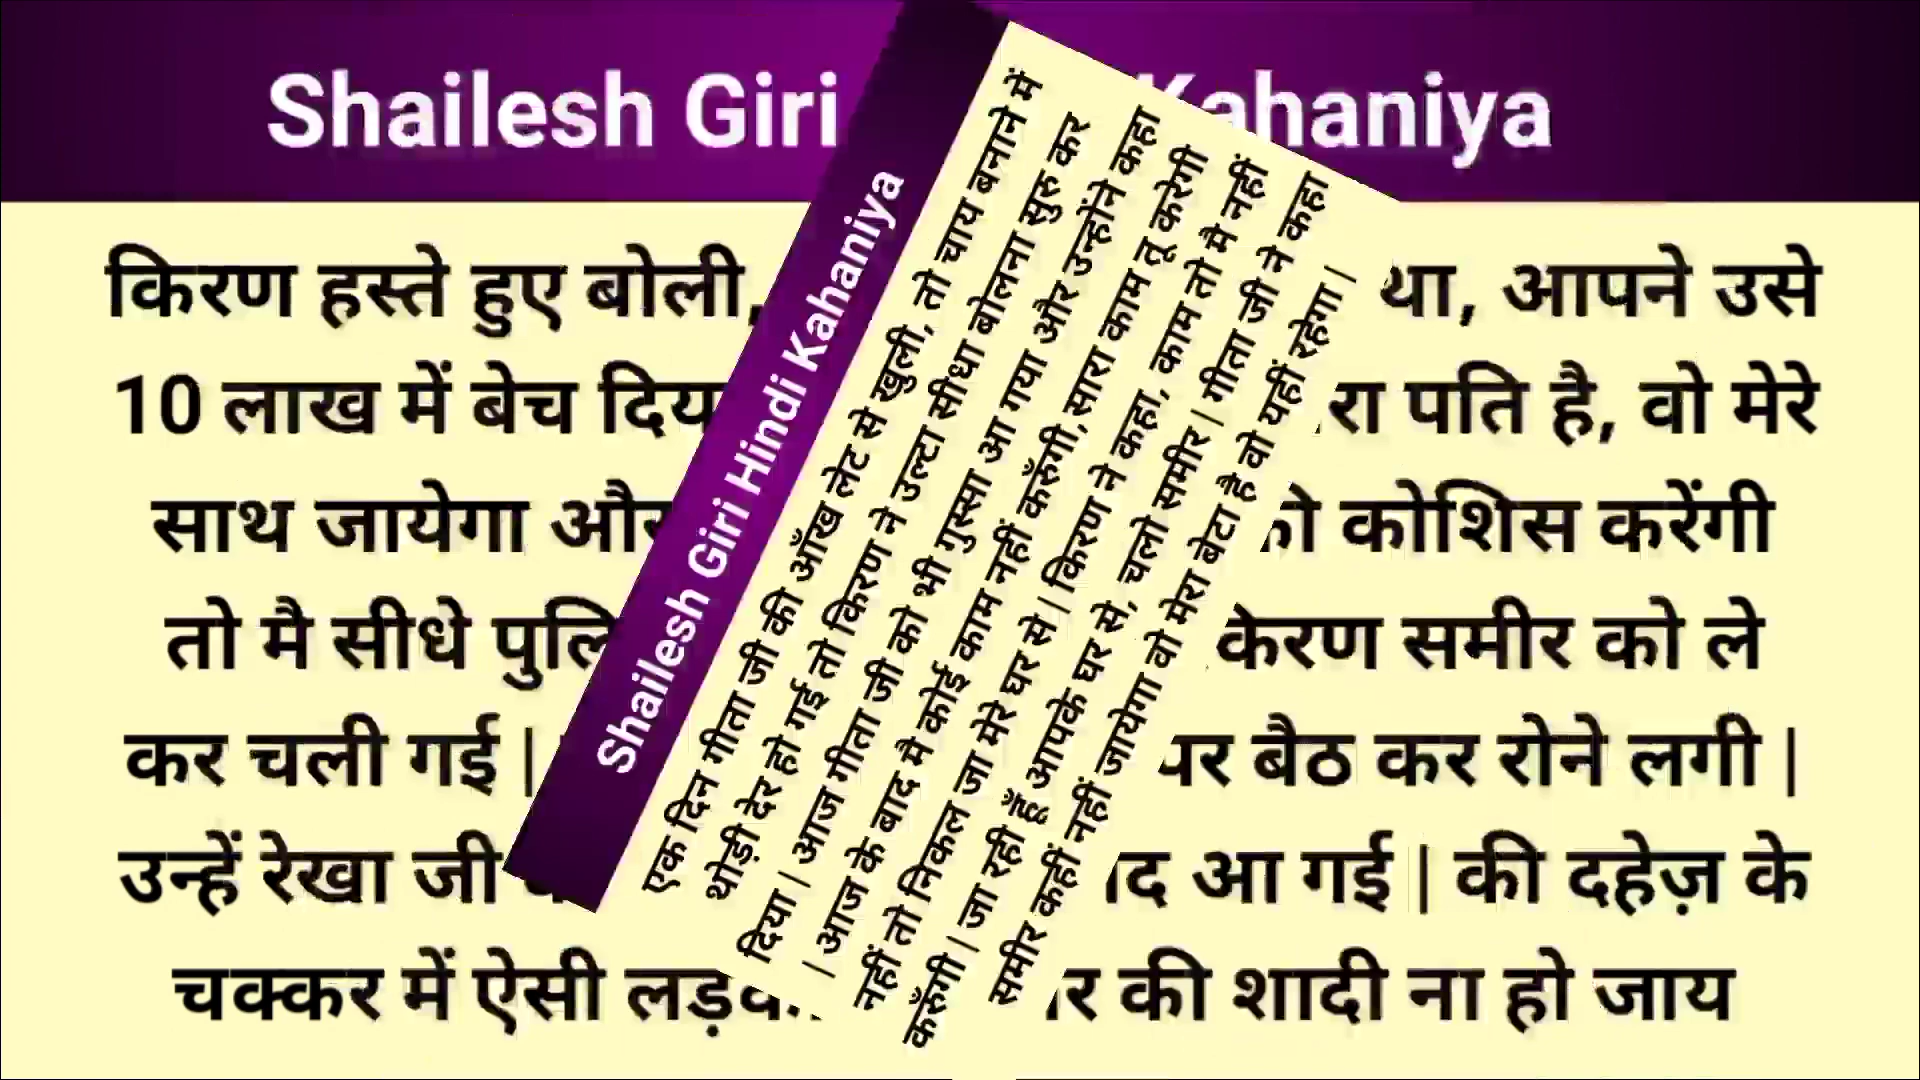 Shailesh Giri Kahaniya
किरण हस्ते हुए बोली, था, आपने उसे
10 लाख में बेच पति है, वो मेरे
साथ जायेगा कोशिस करेंगी
तो मै सीधे समीर को ले
कर चली गई | पर बैठ कर रोने लगी |
उन्हें रेखा जी आ गई | की दहेज़ के
चक्कर में ऐसी की शादी ना हो जाय
Shailesh Giri Hindi Kahaniya
एक दिन गीता जी की आँख लेट से खुली, तो चाय बनाने में
थोड़ी देर हो गई तो किरण ने उल्टा सीधा बोलना सुरु कर
दिया | आज गीता जी को भी गुस्सा आ गया और उन्होंने कहा
| आज के बाद मै कोई काम नहीं करुँगी, सारा काम तू करेगी
नहीं तो निकल जा मेरे घर से | किरण ने कहा, काम तो मै नहीं
करुँगी | जा रही हूँ आपके घर से, चलो समीर | गीता जी ने कहा
समीर कहीं नहीं जायेगा वो मेरा बेटा है वो यहीं रहेगा |